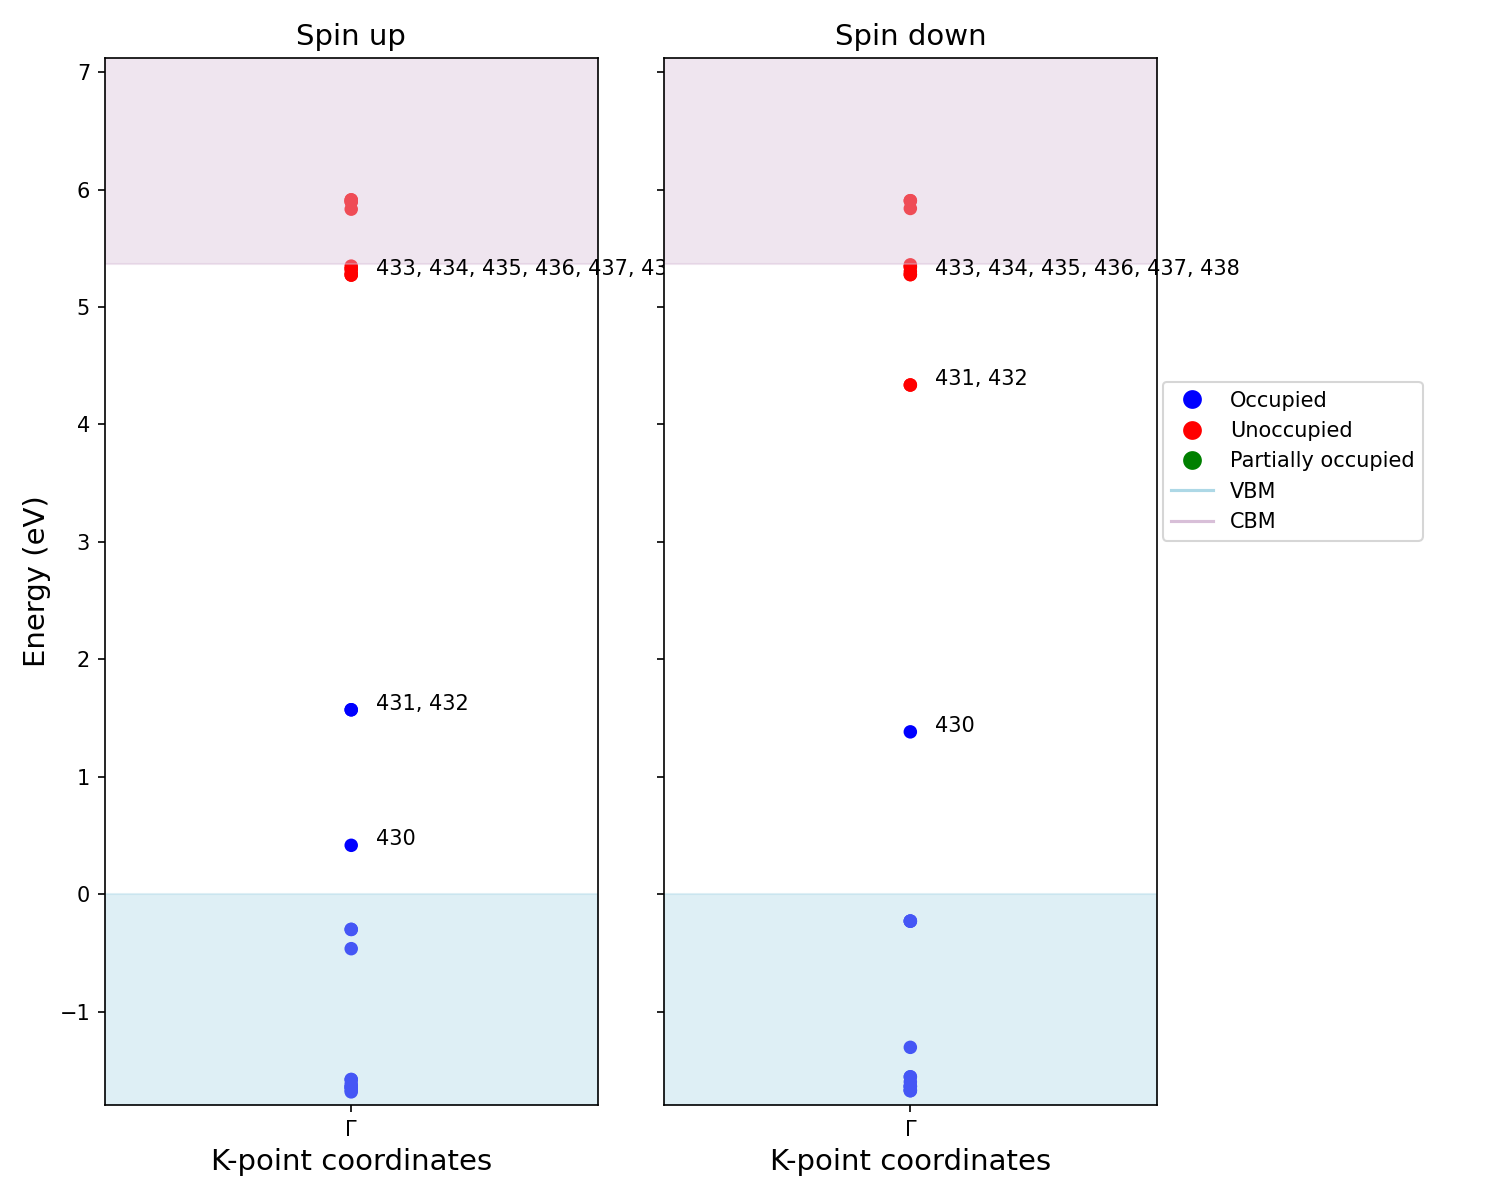 Spin up
Spin down
Energy (eV)
7
6
5
4
3
2
1
0
−1
433, 434, 435, 436, 437, 43
431, 432
430
433, 434, 435, 436, 437, 438
431, 432
430
Γ
Γ
K-point coordinates
K-point coordinates
Occupied
Unoccupied
Partially occupied
VBM
CBM